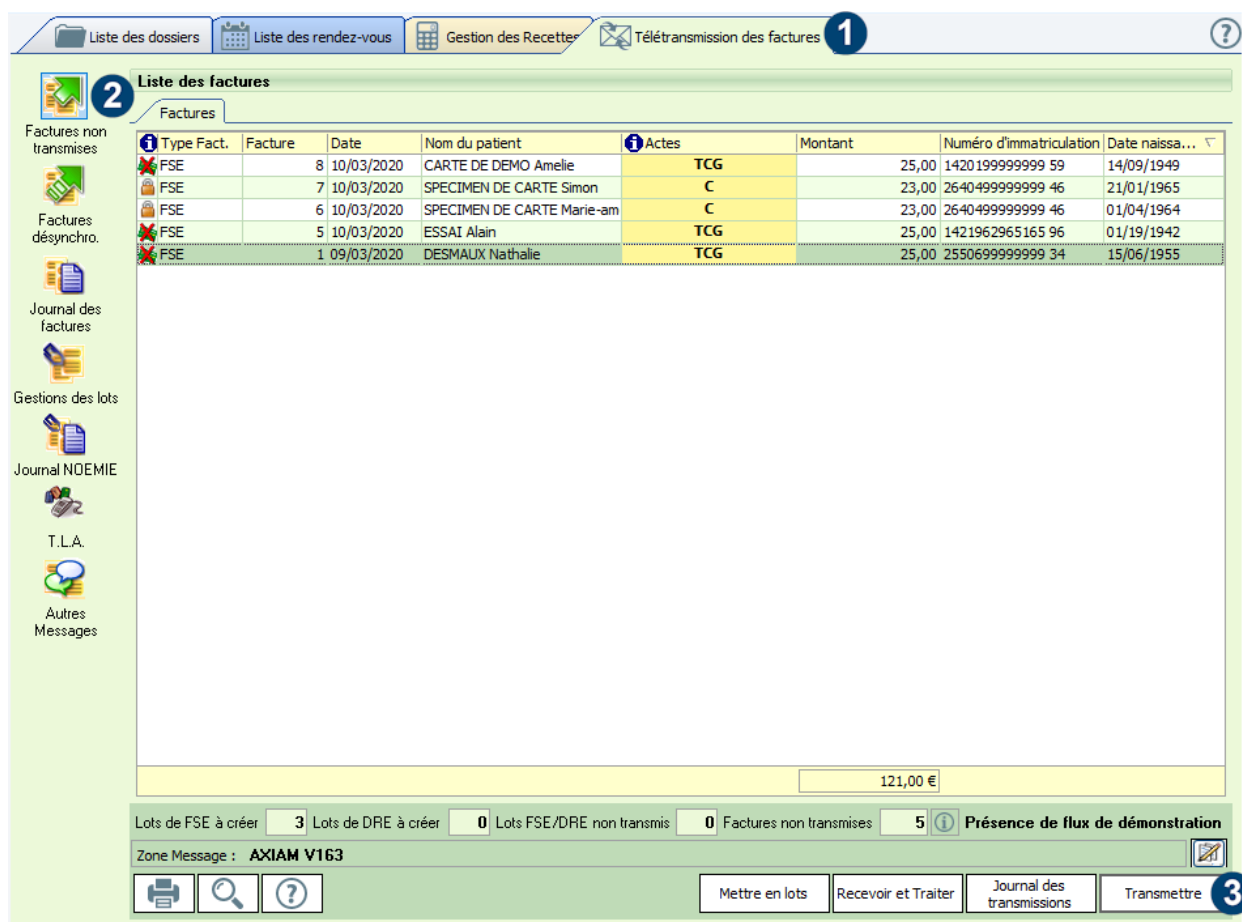 Liste des dossiers Liste des rendez-vous Gestion des Recettes Télétransmission des factures 1 ?
2
Factures non
transmises
Factures
désynchro.
Journal des
factures
Gestions des lots
Journal NOEMIE
T.L.A.
Autres
Messages
Liste des factures
Factures
Type Fact. Facture Date Nom du patient Actes Montant Numéro d'immatriculation Date naissa...
FSE 8 10/03/2020 CARTE DE DEMO Amelie TCG 25,00 1420199999999 59 14/09/1949
FSE 7 10/03/2020 SPECIMEN DE CARTE Simon C 23,00 2640499999999 46 21/01/1965
FSE 6 10/03/2020 SPECIMEN DE CARTE Marie-am C 23,00 2640499999999 46 01/04/1964
FSE 5 10/03/2020 ESSAI Alain TCG 25,00 1421962965165 96 01/19/1942
FSE 1 09/03/2020 DESMAUX Nathalie TCG 25,00 2550699999999 34 15/06/1955
121,00 €
Lots de FSE à créer 3 Lots de DRE à créer 0 Lots FSE/DRE non transmis 0 Factures non transmises 5 i Présence de flux de démonstration
Zone Message : AXIAM V163
? Mettre en lots Recevoir et Traiter Journal des transmissions Transmettre 3